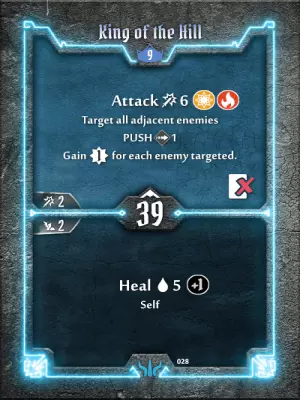 King of the Hill
9
Attack 6
Target all adjacent enemies
PUSH 1
Gain 1 for each enemy targeted.
2
39
2
Heal 5 +1
Self
028